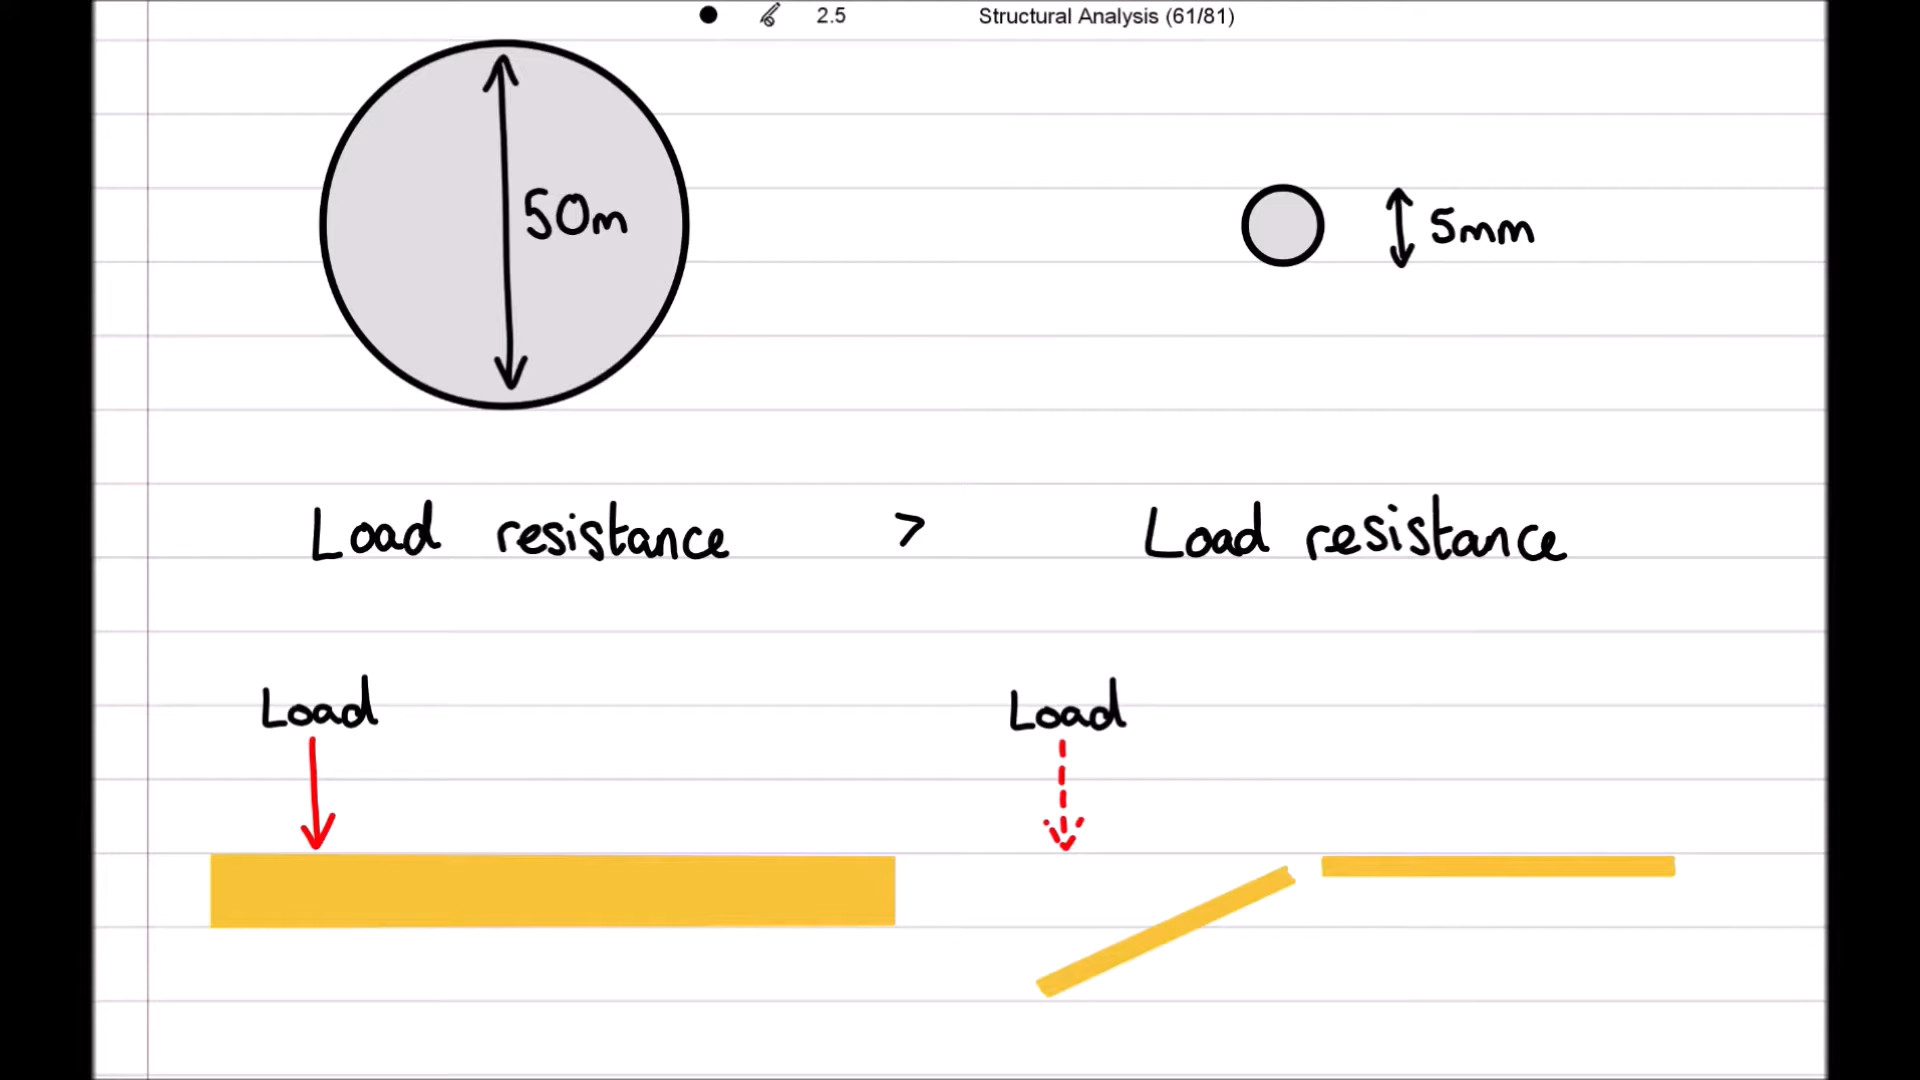 2.5 Structural Analysis (61/81)
50m
5mm
Load resistance > Load resistance
Load Load